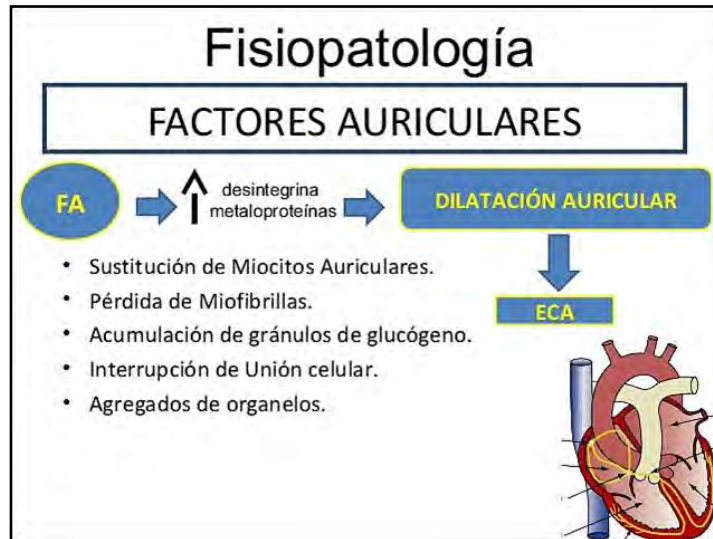 Fisiopatología
FACTORES AURICULARES
FA
desintegrina
metaloproteínas
DILATACIÓN AURICULAR
• Sustitución de Miocitos Auriculares.
• Pérdida de Miofibrillas.
• Acumulación de gránulos de glucógeno.
• Interrupción de Unión celular.
• Agregados de organelos.
ECA